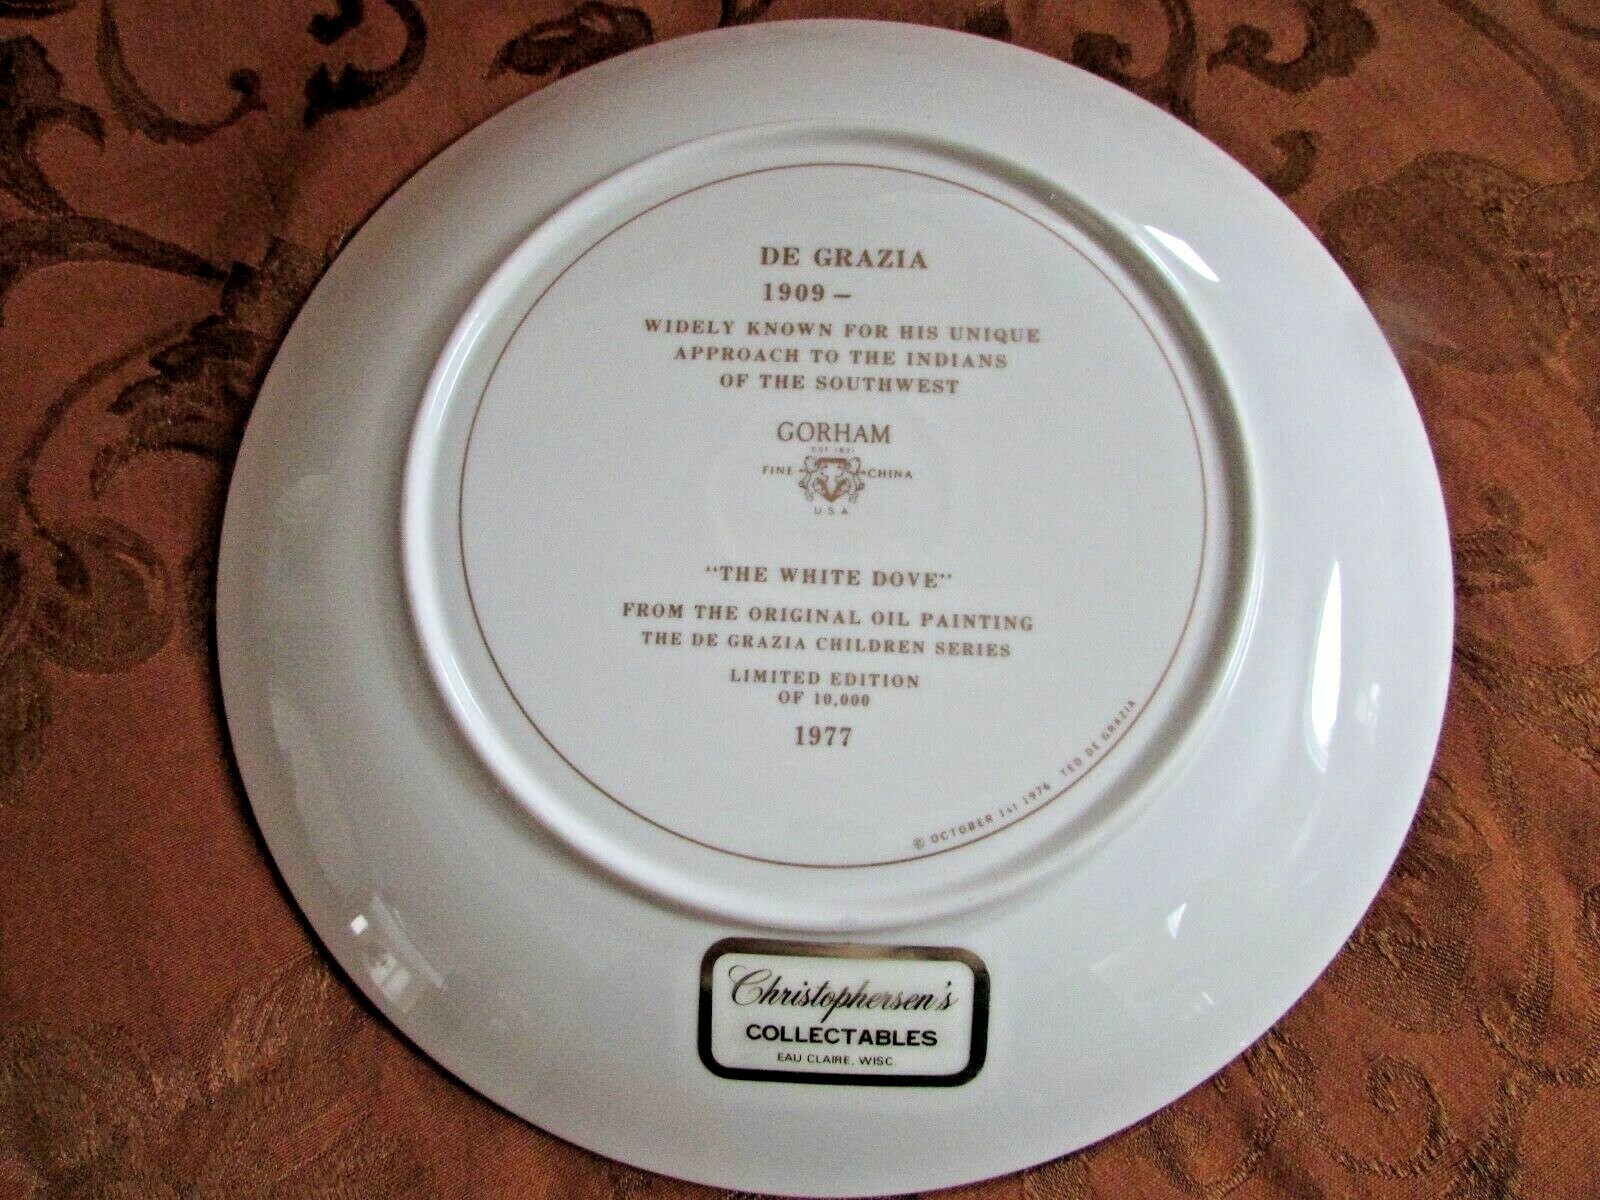 DE GRAZIA
1909 –
WIDELY KNOWN FOR HIS UNIQUE
APPROACH TO THE INDIANS
OF THE SOUTHWEST
GORHAM
EST 1831
FINE CHINA
U.S.A.
"THE WHITE DOVE"
FROM THE ORIGINAL OIL PAINTING
THE DE GRAZIA CHILDREN SERIES
LIMITED EDITION
OF 10,000
1977
© OCTOBER 1st 1976 TED DE GRAZIA
Christophersen's
COLLECTABLES
EAU CLAIRE, WISC.